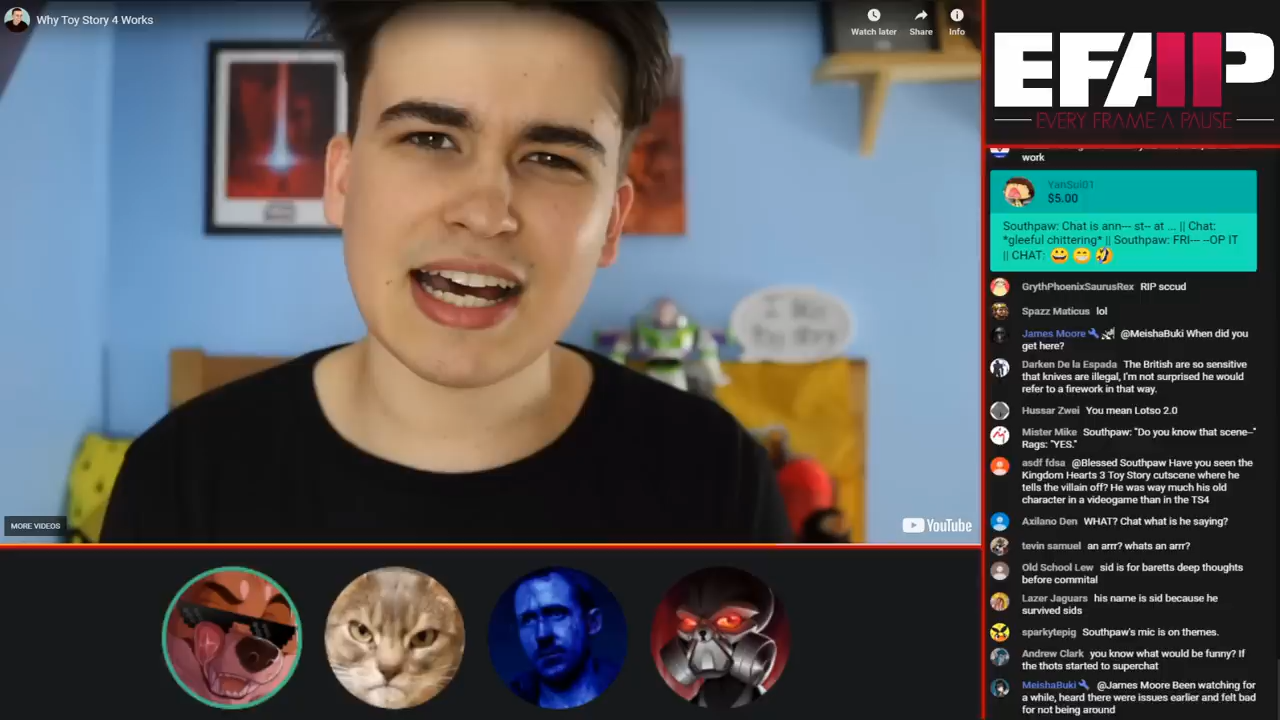 Why Toy Story 4 Works
Watch later
Share
Info
MORE VIDEOS
YouTube
EFAP
EVERY FRAME A PAUSE
work
YanSui01
$5.00
Southpaw: Chat is ann--- st-- at ... || Chat:
*gleeful chittering* || Southpaw: FRI--- --OP IT
|| CHAT: 😀 😁 🤣
GrythPhoenixSaurusRex RIP sccud
Spazz Maticus lol
James Moore @MeishaBuki When did you
get here?
Darken De la Espada The British are so sensitive
that knives are illegal, I'm not surprised he would
refer to a firework in that way.
Hussar Zwei You mean Lotso 2.0
Mister Mike Southpaw: "Do you know that scene--"
Rags: "YES."
asdf fdsa @Blessed Southpaw Have you seen the
Kingdom Hearts 3 Toy Story cutscene where he
tells the villain off? He was way much his old
character in a videogame than in the TS4
Axilano Den WHAT? Chat what is he saying?
tevin samuel an arrr? whats an arrr?
Old School Lew sid is for baretts deep thoughts
before commital
Lazer Jaguars his name is sid because he
survived sids
sparkytepig Southpaw's mic is on themes.
Andrew Clark you know what would be funny? If
the thots started to superchat
MeishaBuki @James Moore Been watching for
a while, heard there were issues earlier and felt bad
for not being around